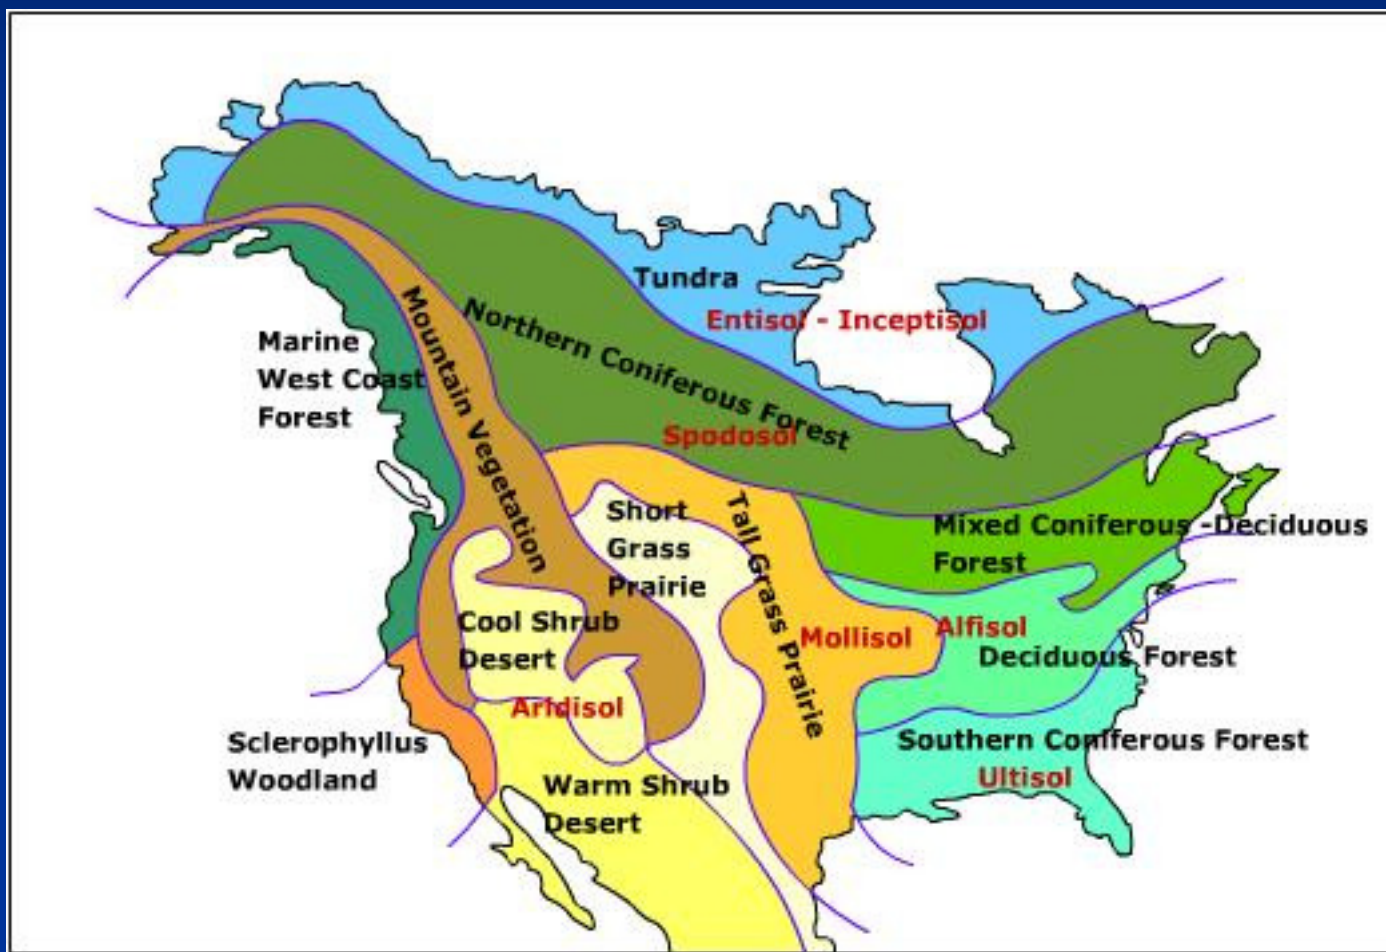 Tundra
Entisol - Inceptisol
Northern Coniferous Forest
Spodosol
Mountain Vegetation
Marine
West Coast
Forest
Short
Grass
Prairie
Tall Grass Prairie
Mixed Coniferous -Deciduous
Forest
Cool Shrub
Desert
Mollisol
Alfisol
Deciduous Forest
Aridisol
Sclerophyllus
Woodland
Southern Coniferous Forest
Ultisol
Warm Shrub
Desert